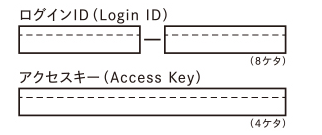 ログインID（Login ID）
―
（8ケタ）
アクセスキー（Access Key）
（4ケタ）